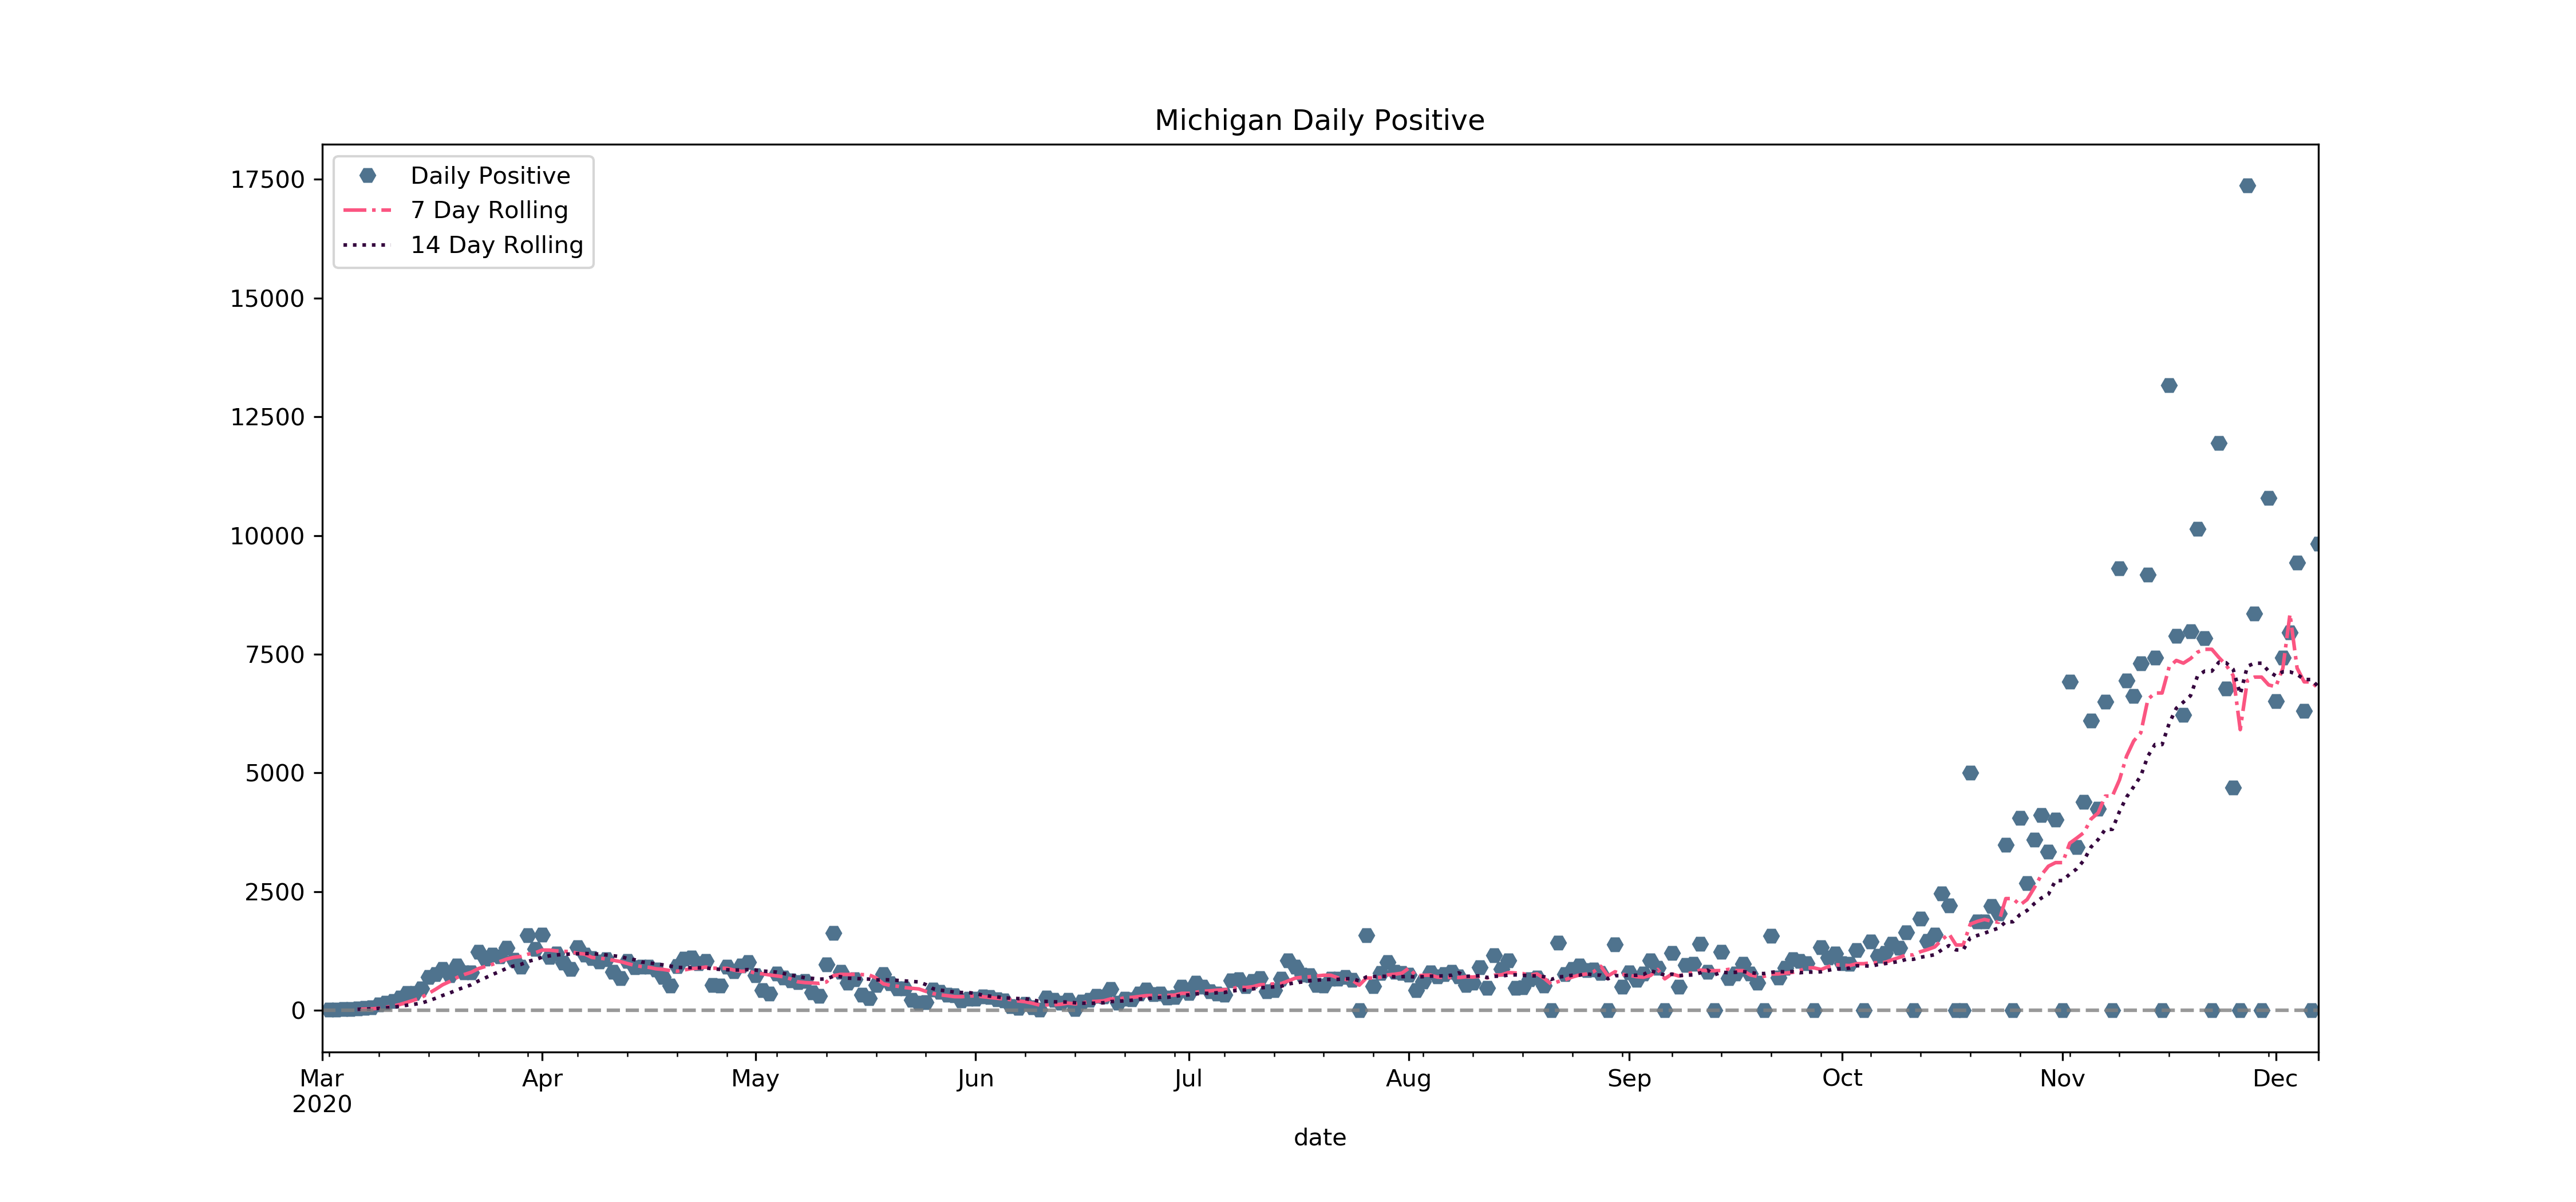 Michigan Daily Positive
Daily Positive
7 Day Rolling
14 Day Rolling
17500
15000
12500
10000
7500
5000
2500
0
Mar Apr May Jun Jul Aug Sep Oct Nov Dec
2020
date